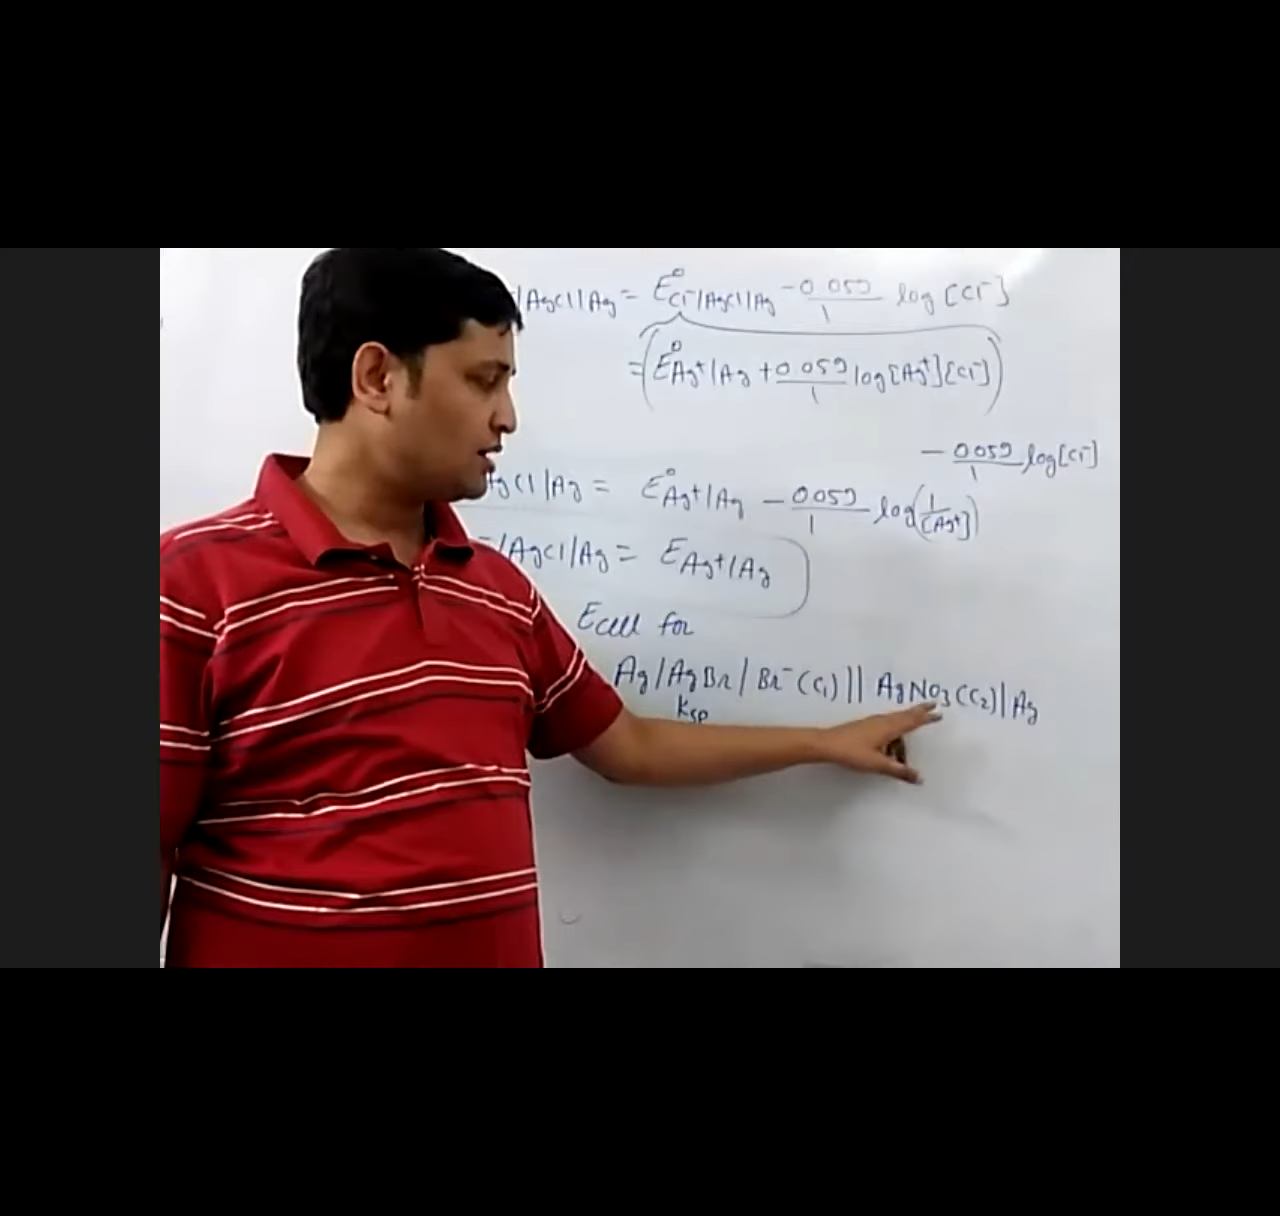 /AgCl/Ag = E°Cl⁻/AgCl/Ag - 0.059/1 log [Cl⁻]
= (E°Ag⁺/Ag + 0.059/1 log[Ag⁺][Cl⁻])
- 0.059/1 log[Cl⁻]
AgCl/Ag = E°Ag⁺/Ag - 0.059/1 log(1/[Ag⁺])
⁻/AgCl/Ag = EAg⁺/Ag
Ecell for
Ag/AgBr/Br⁻(C₁)||AgNO₃(C₂)|Ag
Ksp